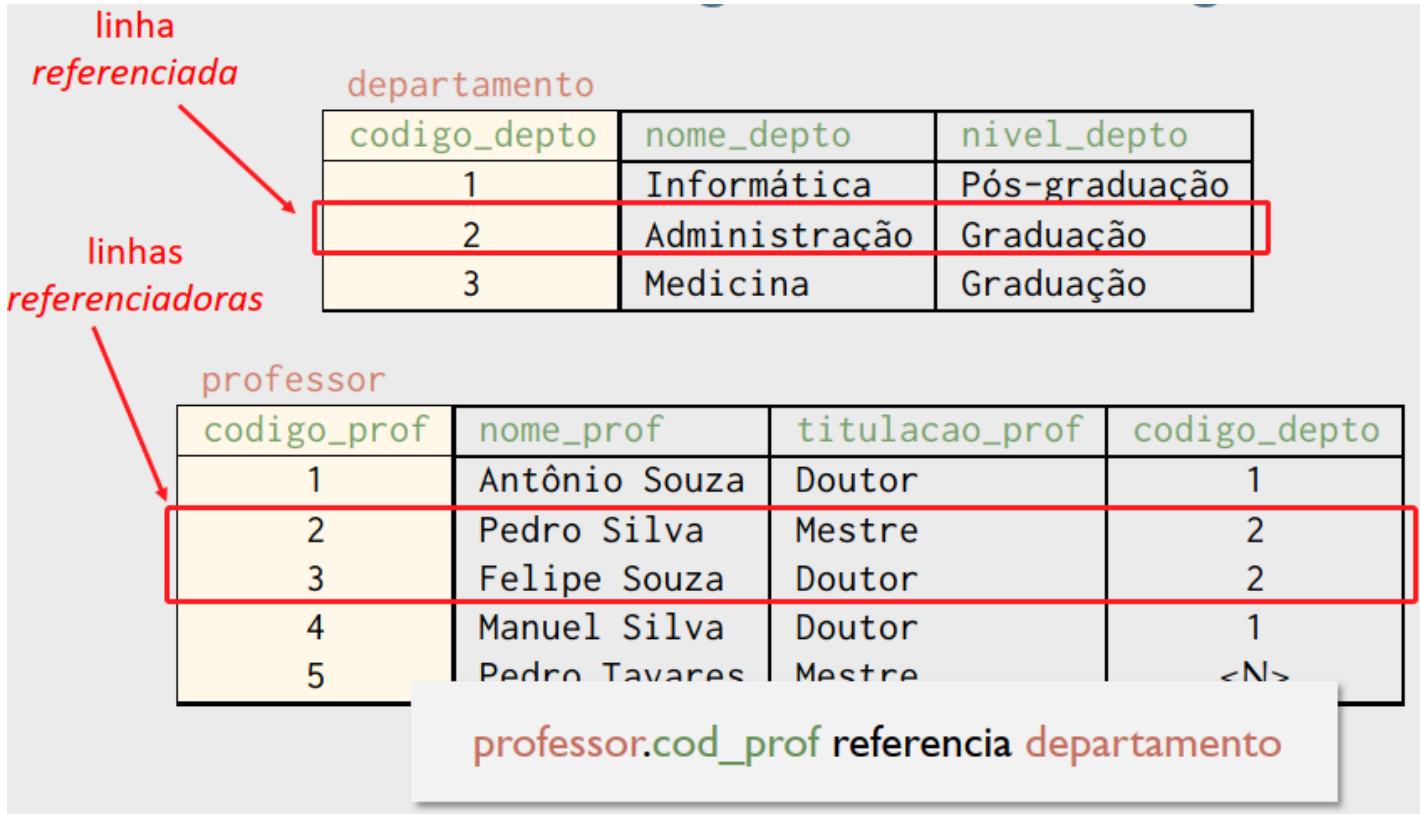 linha
referenciada
departamento
codigo_depto nome_depto nivel_depto
1 Informática Pós-graduação
2 Administração Graduação
3 Medicina Graduação
linhas
referenciadoras
professor
codigo_prof nome_prof titulacao_prof codigo_depto
1 Antônio Souza Doutor 1
2 Pedro Silva Mestre 2
3 Felipe Souza Doutor 2
4 Manuel Silva Doutor 1
5 Pedro Tavares Mestre <N>
professor.cod_prof referencia departamento